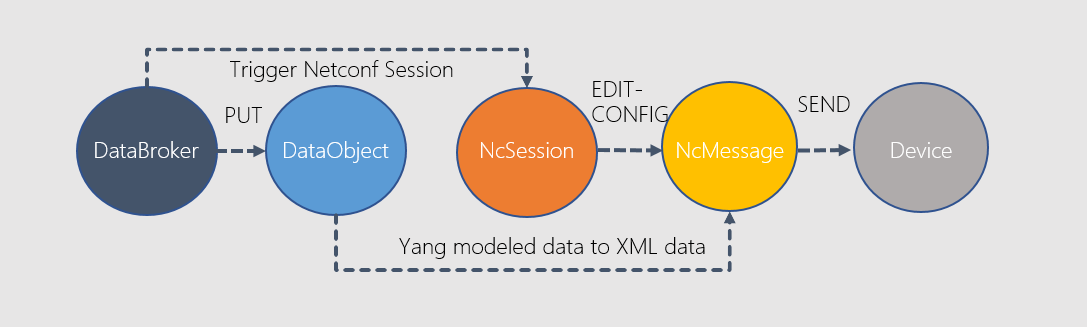 Trigger Netconf Session
PUT
EDIT-
CONFIG
SEND
DataBroker
DataObject
NcSession
NcMessage
Device
Yang modeled data to XML data